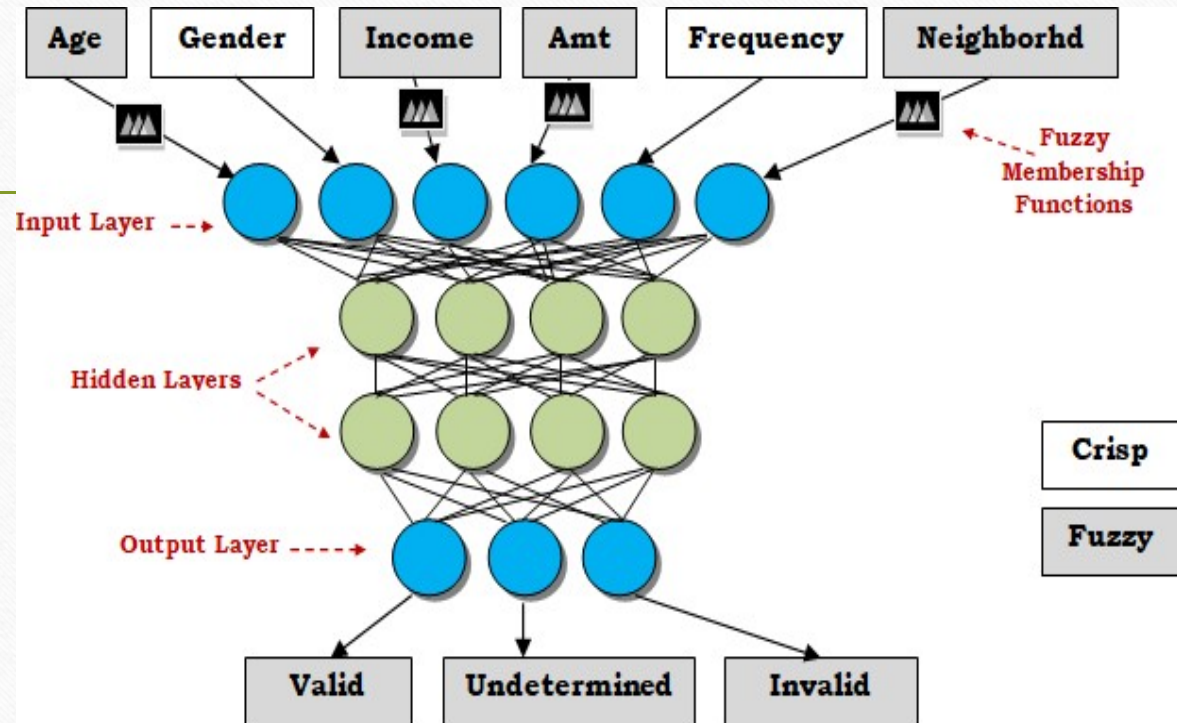 Age
Gender
Income
Amt
Frequency
Neighborhd
Fuzzy
Membership
Functions
Input Layer
Hidden Layers
Crisp
Fuzzy
Output Layer
Valid
Undetermined
Invalid